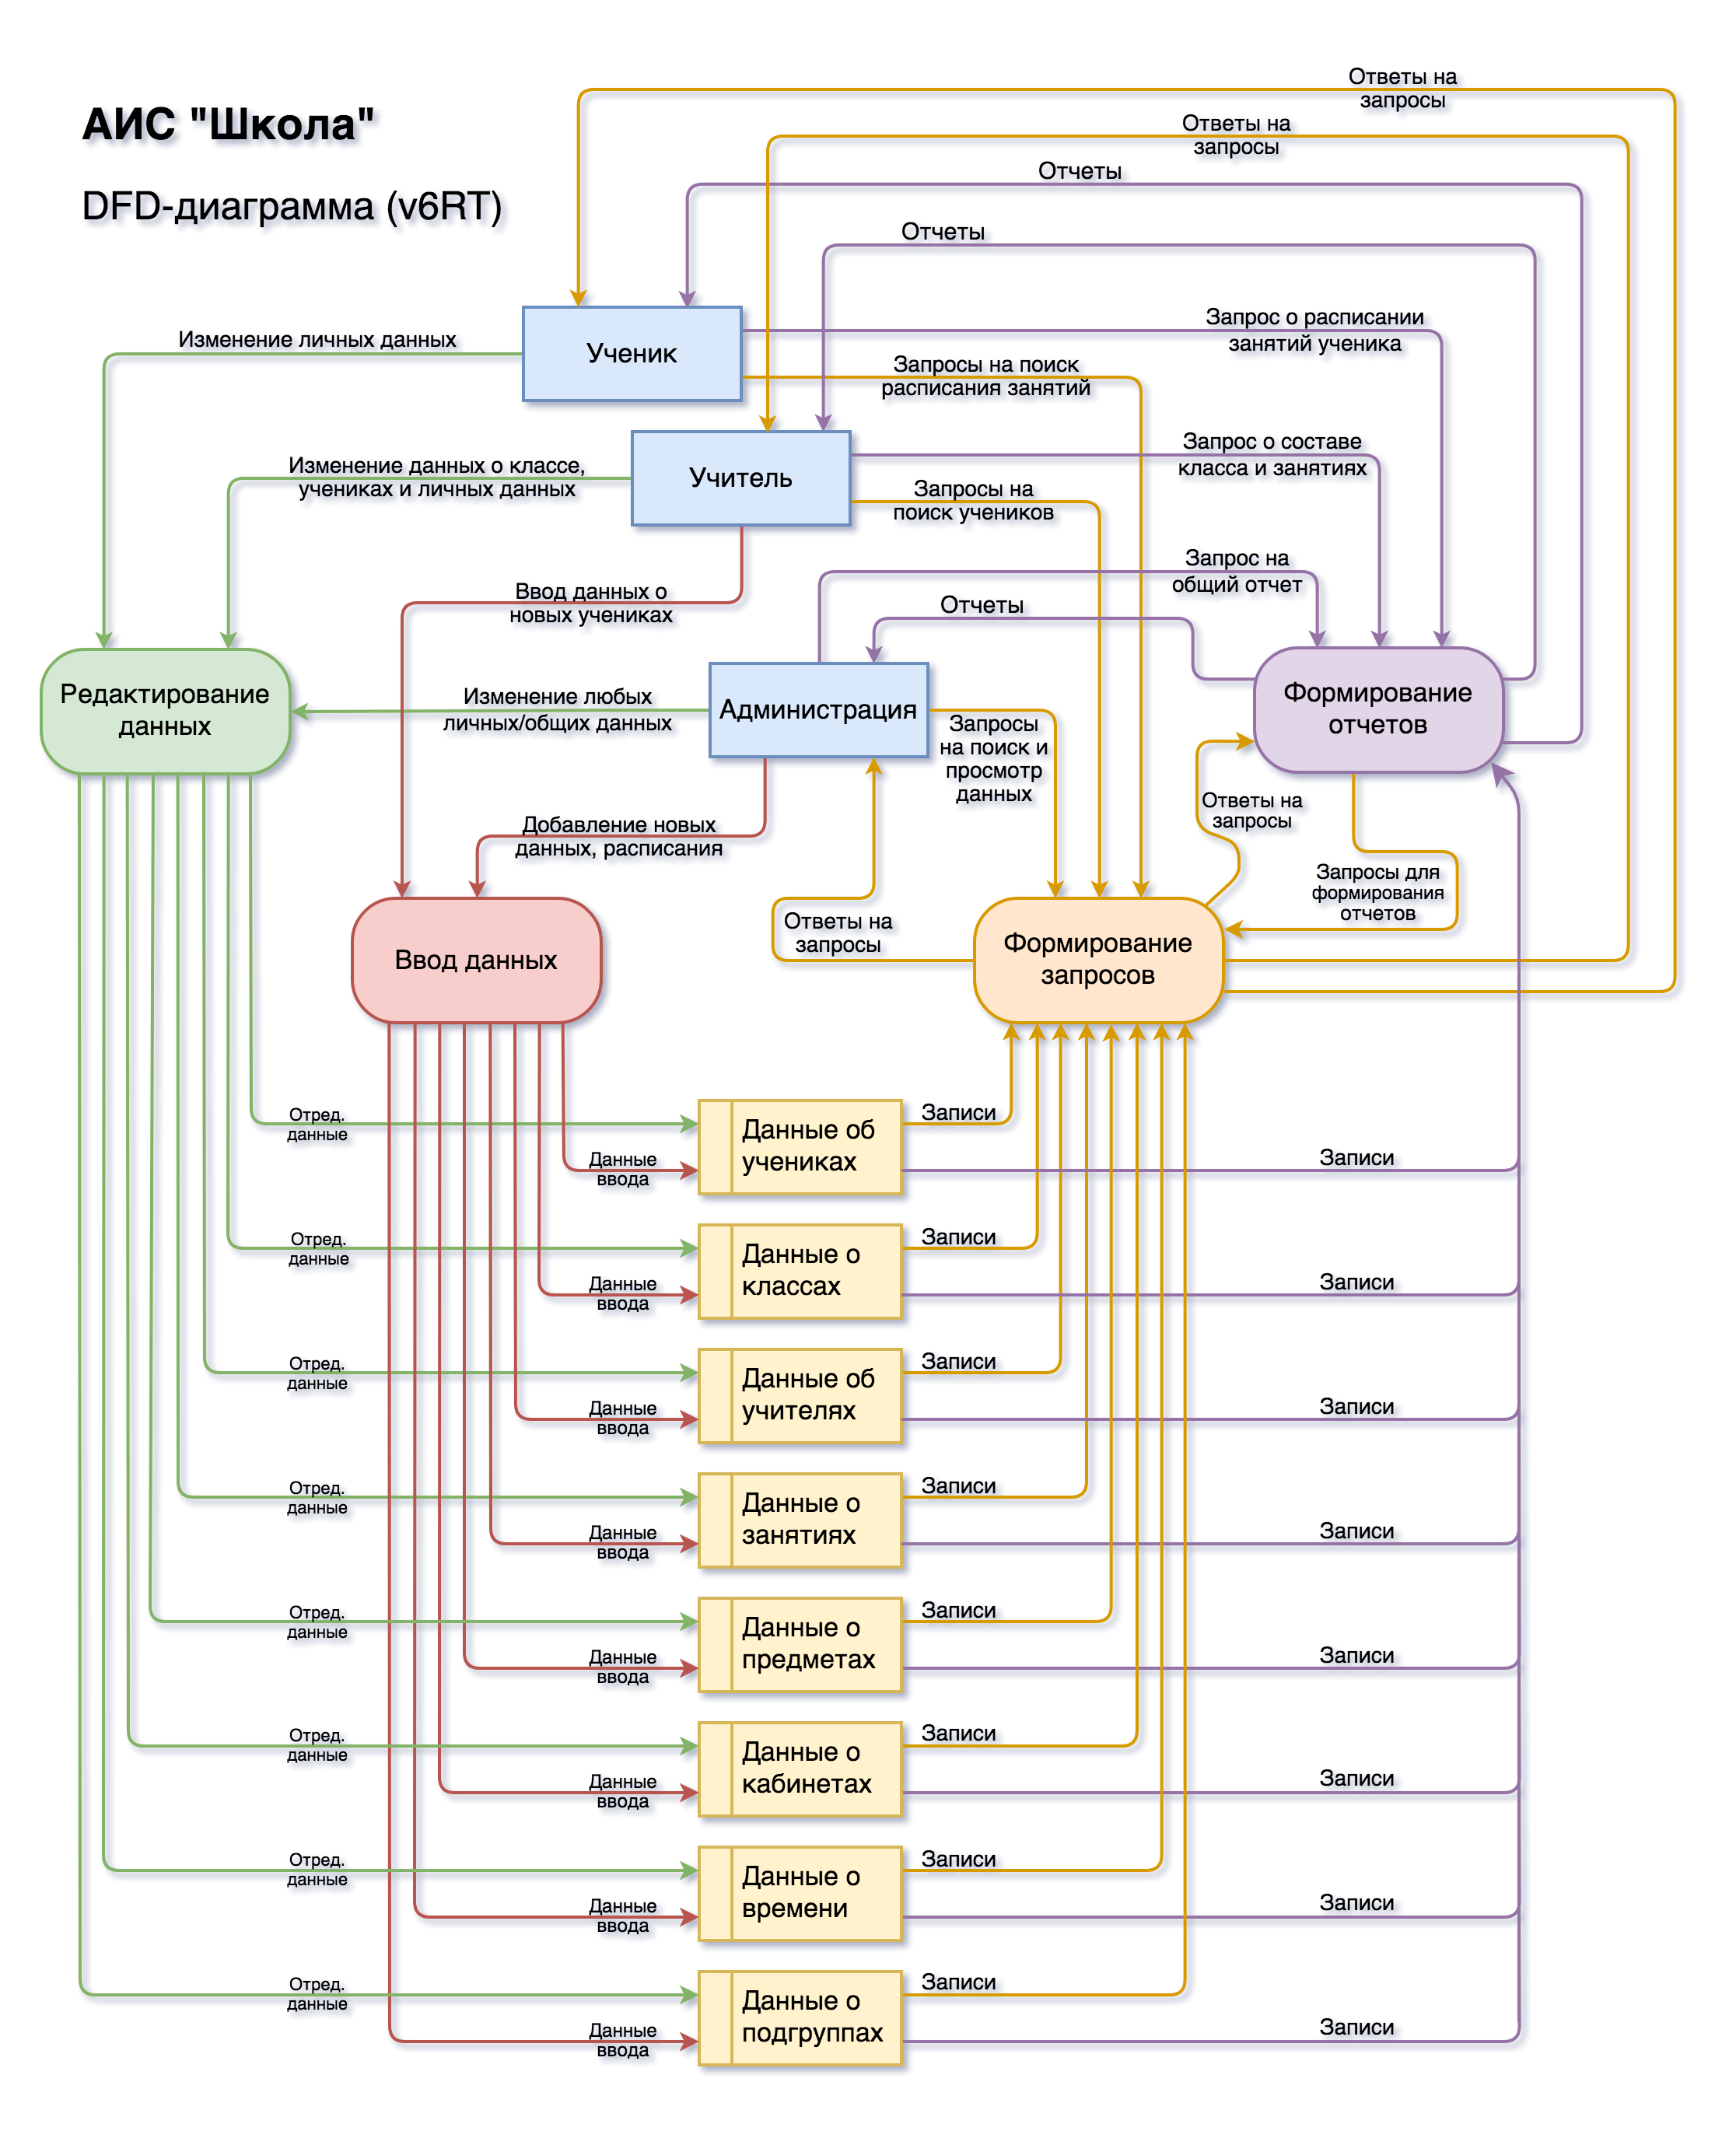 АИС "Школа"
DFD-диаграмма (v6RT)
Ответы на
запросы
Ответы на
запросы
Отчеты
Отчеты
Ученик
Изменение личных данных
Запрос о расписании
занятий ученика
Запросы на поиск
расписания занятий
Учитель
Изменение данных о классе,
учениках и личных данных
Запрос о составе
класса и занятиях
Запросы на
поиск учеников
Ввод данных о
новых учениках
Запрос на
общий отчет
Отчеты
Редактирование
данных
Изменение любых
личных/общих данных
Администрация
Запросы
на поиск и
просмотр
данных
Формирование
отчетов
Ответы на
запросы
Добавление новых
данных, расписания
Запросы для
формирования
отчетов
Ввод данных
Ответы на
запросы
Формирование
запросов
Отред.
данные
Данные
ввода
Данные об
учениках
Записи
Записи
Отред.
данные
Данные
ввода
Данные о
классах
Записи
Записи
Отред.
данные
Данные
ввода
Данные об
учителях
Записи
Записи
Отред.
данные
Данные
ввода
Данные о
занятиях
Записи
Записи
Отред.
данные
Данные
ввода
Данные о
предметах
Записи
Записи
Отред.
данные
Данные
ввода
Данные о
кабинетах
Записи
Записи
Отред.
данные
Данные
ввода
Данные о
времени
Записи
Записи
Отред.
данные
Данные
ввода
Данные о
подгруппах
Записи
Записи